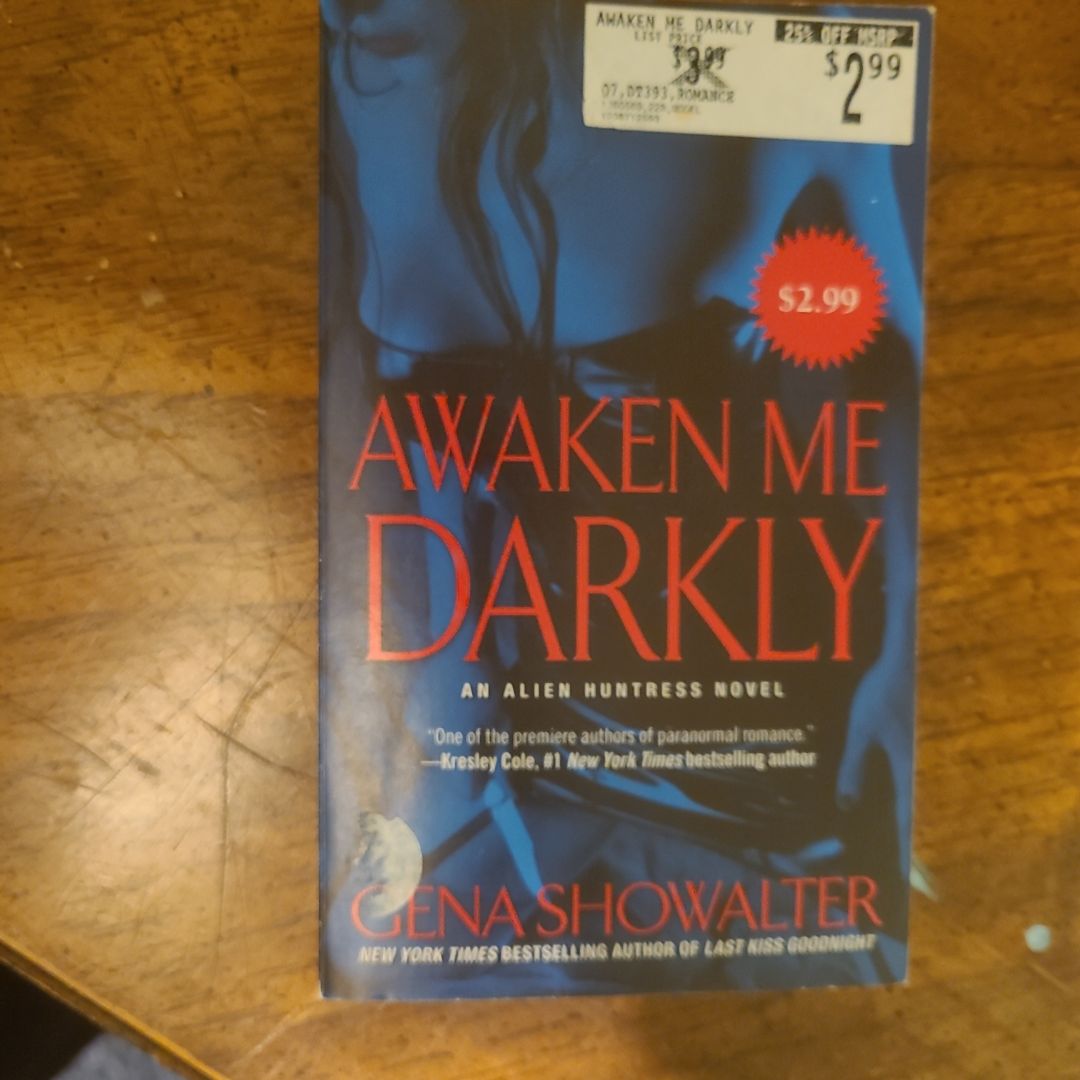 AWAKEN ME DARKLY
LIST PRICE
25% OFF MSRP
$3.99
$2.99
07,DT393,ROMANCE
$2.99
AWAKEN ME
DARKLY
AN ALIEN HUNTRESS NOVEL
"One of the premiere authors of paranormal romance."
—Kresley Cole, #1 New York Times bestselling author
GENA SHOWALTER
NEW YORK TIMES BESTSELLING AUTHOR OF LAST KISS GOODNIGHT